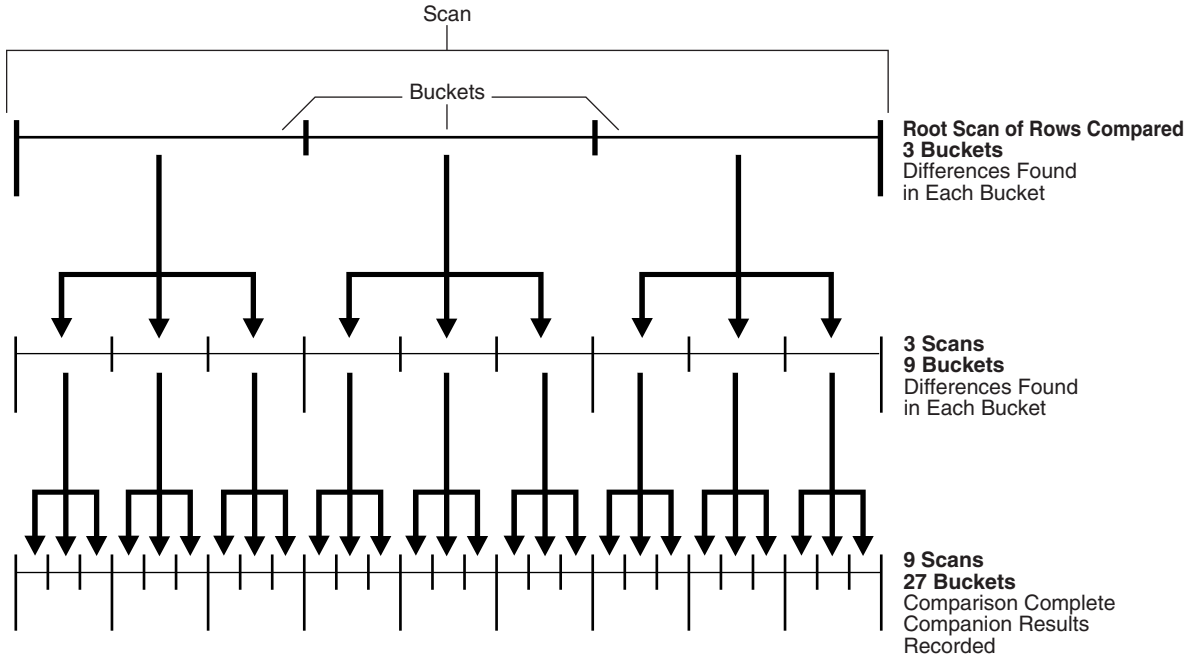 Scan
Buckets
Root Scan of Rows Compared
3 Buckets
Differences Found
in Each Bucket
3 Scans
9 Buckets
Differences Found
in Each Bucket
9 Scans
27 Buckets
Comparison Complete
Companion Results
Recorded